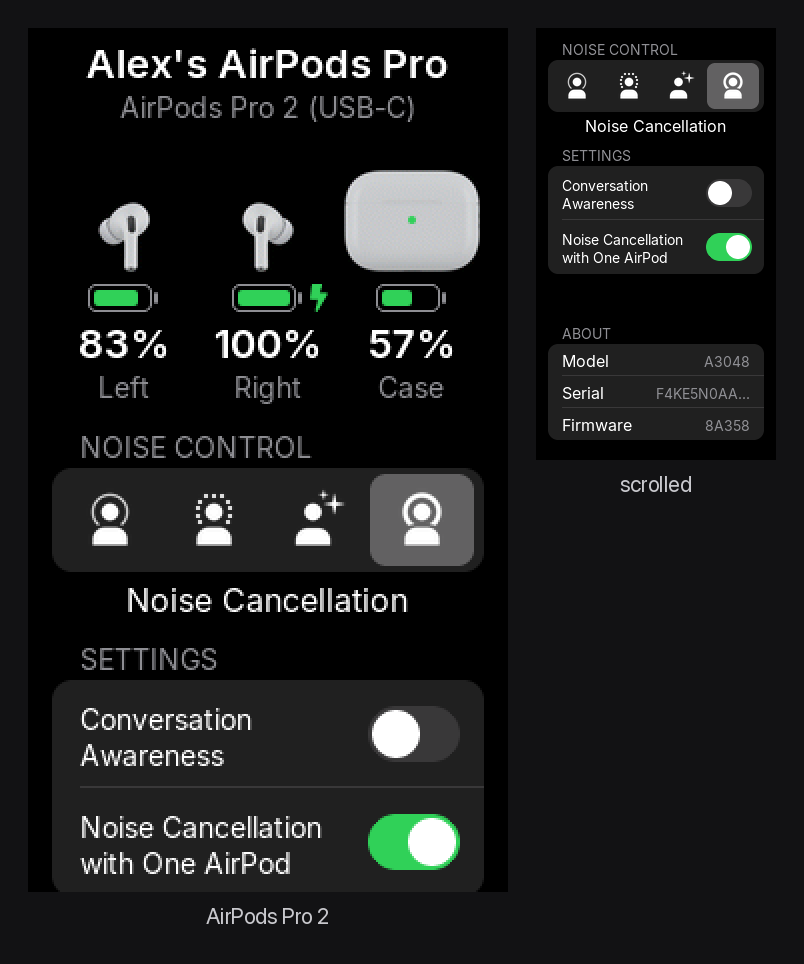 Alex's AirPods Pro
AirPods Pro 2 (USB-C)
83%
100%
57%
Left
Right
Case
NOISE CONTROL
Noise Cancellation
SETTINGS
Conversation
Awareness
Noise Cancellation
with One AirPod
AirPods Pro 2
NOISE CONTROL
Noise Cancellation
SETTINGS
Conversation
Awareness
Noise Cancellation
with One AirPod
ABOUT
Model A3048
Serial F4KE5N0AA...
Firmware 8A358
scrolled